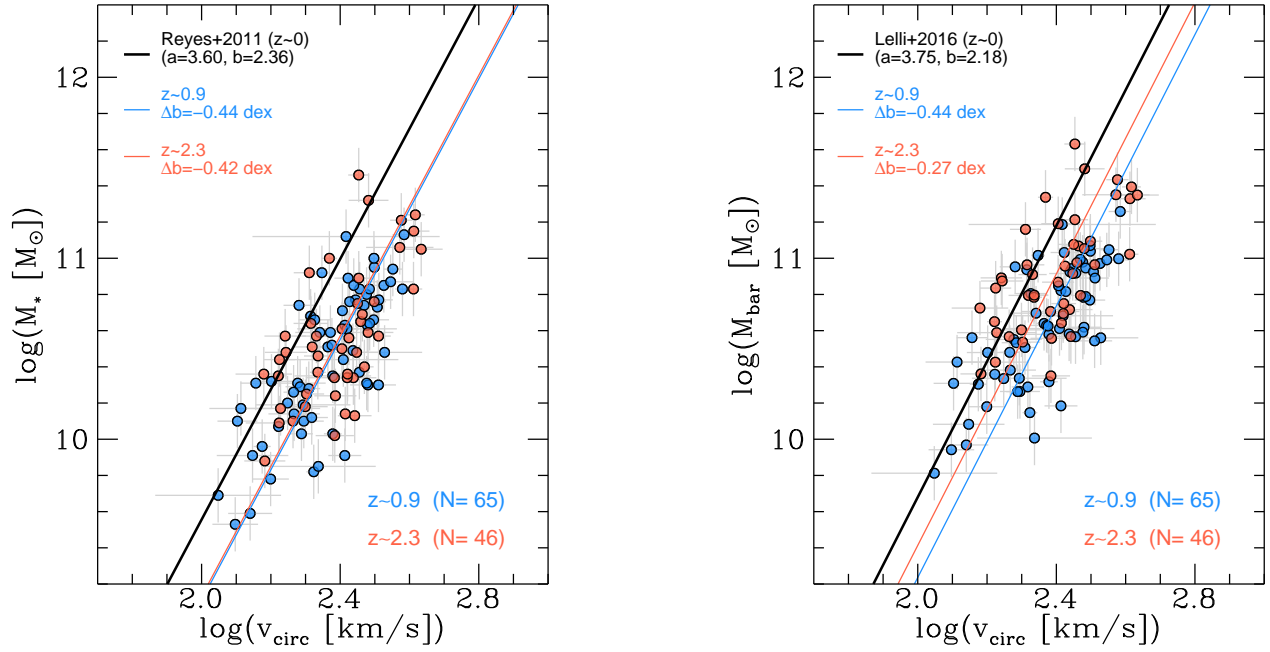 Reyes+2011 (z~0)
(a=3.60, b=2.36)
z~0.9
Δb=−0.44 dex
z~2.3
Δb=−0.42 dex
12
11
10
log(M* [M⊙])
z~0.9 (N= 65)
z~2.3 (N= 46)
2.0 2.4 2.8
log(vcirc [km/s])
Lelli+2016 (z~0)
(a=3.75, b=2.18)
z~0.9
Δb=−0.44 dex
z~2.3
Δb=−0.27 dex
12
11
10
log(Mbar [M⊙])
z~0.9 (N= 65)
z~2.3 (N= 46)
2.0 2.4 2.8
log(vcirc [km/s])